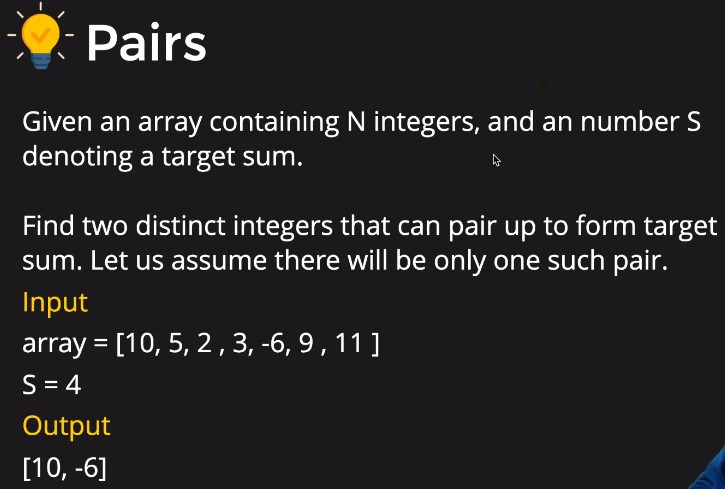 Pairs
Given an array containing N integers, and an number S
denoting a target sum.
Find two distinct integers that can pair up to form target
sum. Let us assume there will be only one such pair.
Input
array = [10, 5, 2 , 3, -6, 9 , 11 ]
S = 4
Output
[10, -6]